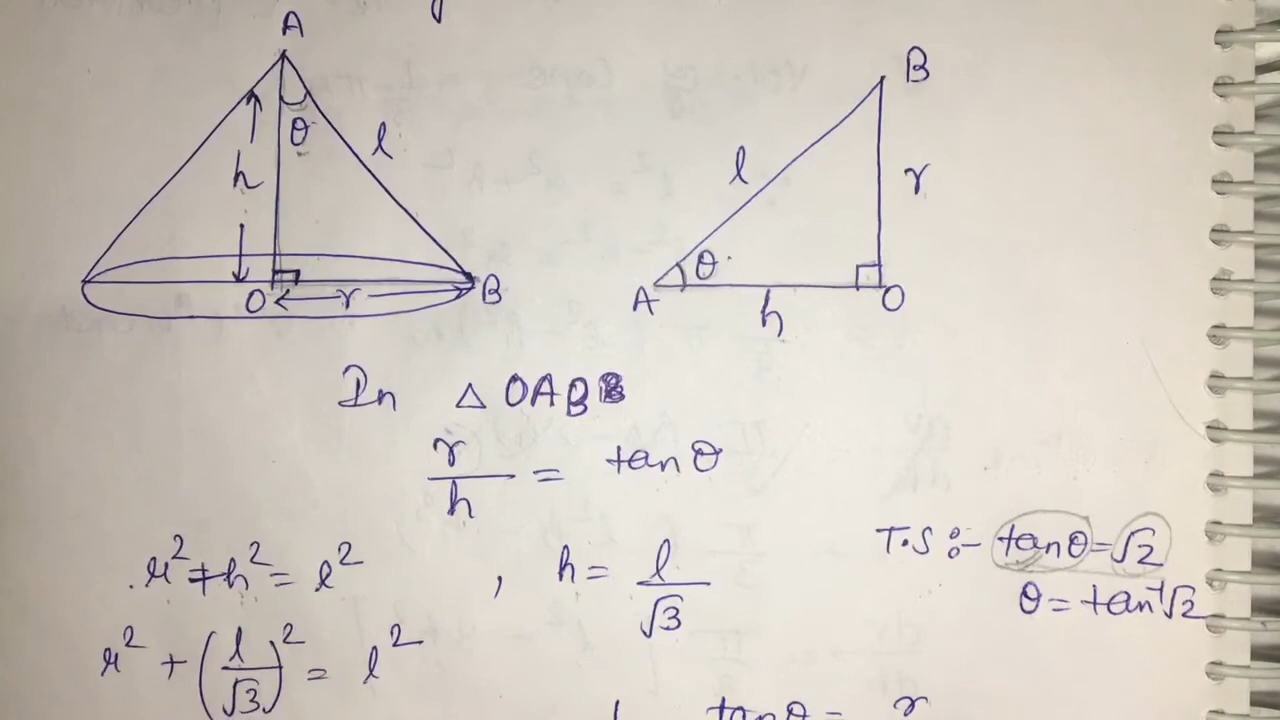 A
θ
l
h
O
r
B
B
l
r
θ
A
h
O
In △ OAB
r/h = tan θ
r² + h² = l² , h = l/√3
T.S :- tan θ = √2
θ = tan⁻¹√2
r² + (l/√3)² = l²
tan θ = r